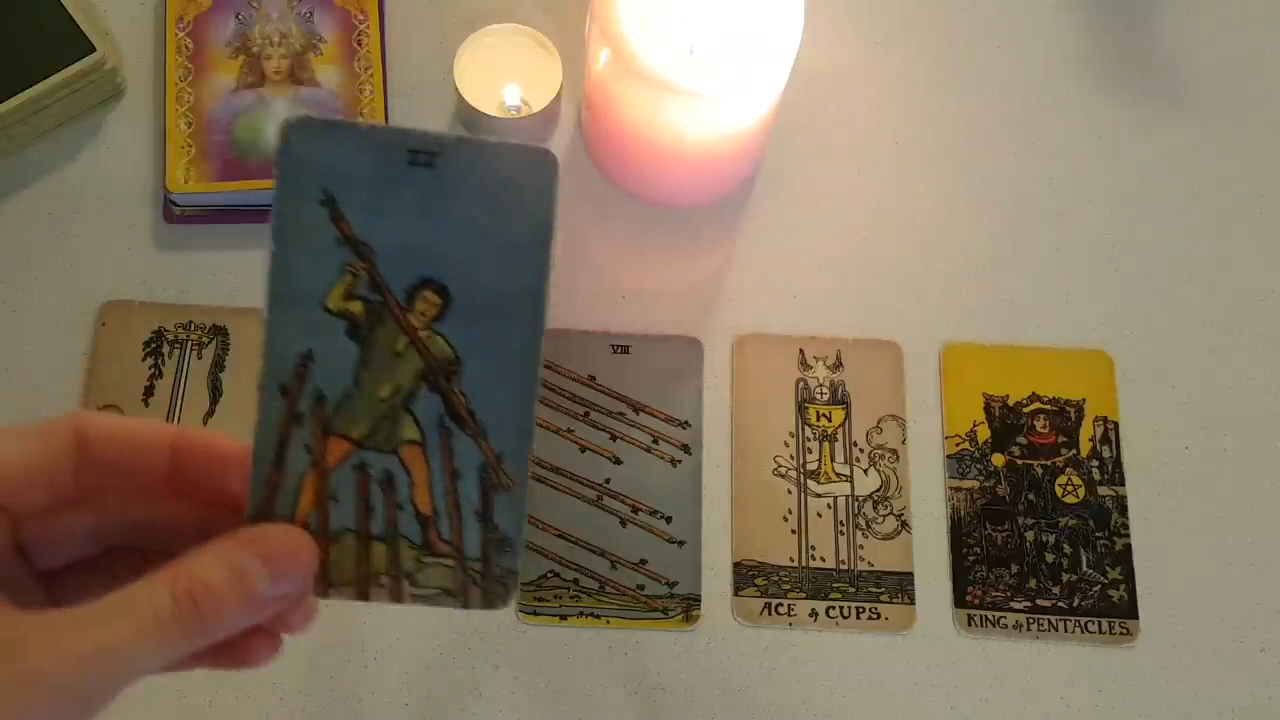 VIII
ACE of CUPS.
KING of PENTACLES.